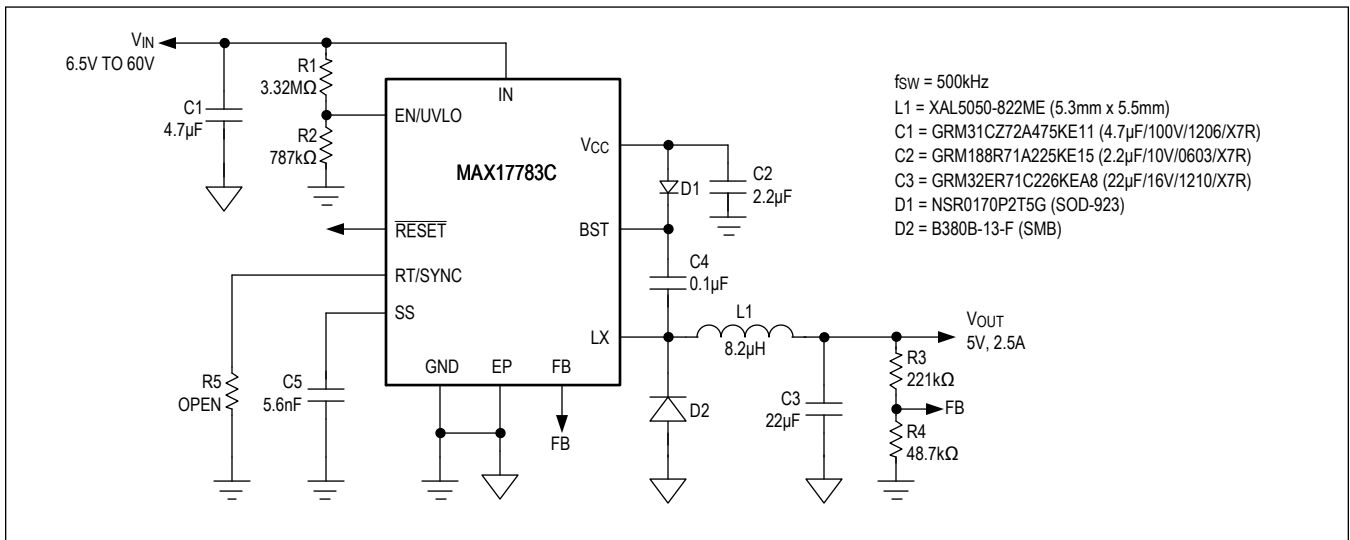 VIN
6.5V TO 60V
C1
4.7µF
R1
3.32MΩ
R2
787kΩ
IN
EN/UVLO
VCC
MAX17783C
D1
C2
2.2µF
RESET
BST
RT/SYNC
C4
0.1µF
SS
LX
L1
8.2µH
VOUT
5V, 2.5A
GND
EP
FB
FB
R5
OPEN
C5
5.6nF
D2
C3
22µF
R3
221kΩ
FB
R4
48.7kΩ
fSW = 500kHz
L1 = XAL5050-822ME (5.3mm x 5.5mm)
C1 = GRM31CZ72A475KE11 (4.7µF/100V/1206/X7R)
C2 = GRM188R71A225KE15 (2.2µF/10V/0603/X7R)
C3 = GRM32ER71C226KEA8 (22µF/16V/1210/X7R)
D1 = NSR0170P2T5G (SOD-923)
D2 = B380B-13-F (SMB)